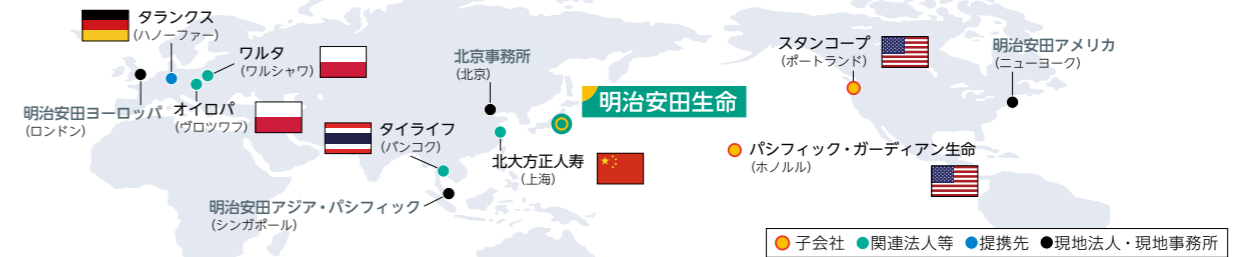 タランクス
(ハノーファー)
ワルタ
(ワルシャワ)
明治安田ヨーロッパ
(ロンドン)
オイロパ
(ヴロツワフ)
タイライフ
(バンコク)
明治安田アジア・パシフィック
(シンガポール)
北京事務所
(北京)
北大方正人寿
(上海)
明治安田生命
スタンコープ
(ポートランド)
明治安田アメリカ
(ニューヨーク)
パシフィック・ガーディアン生命
(ホノルル)
子会社 関連法人等 提携先 現地法人・現地事務所